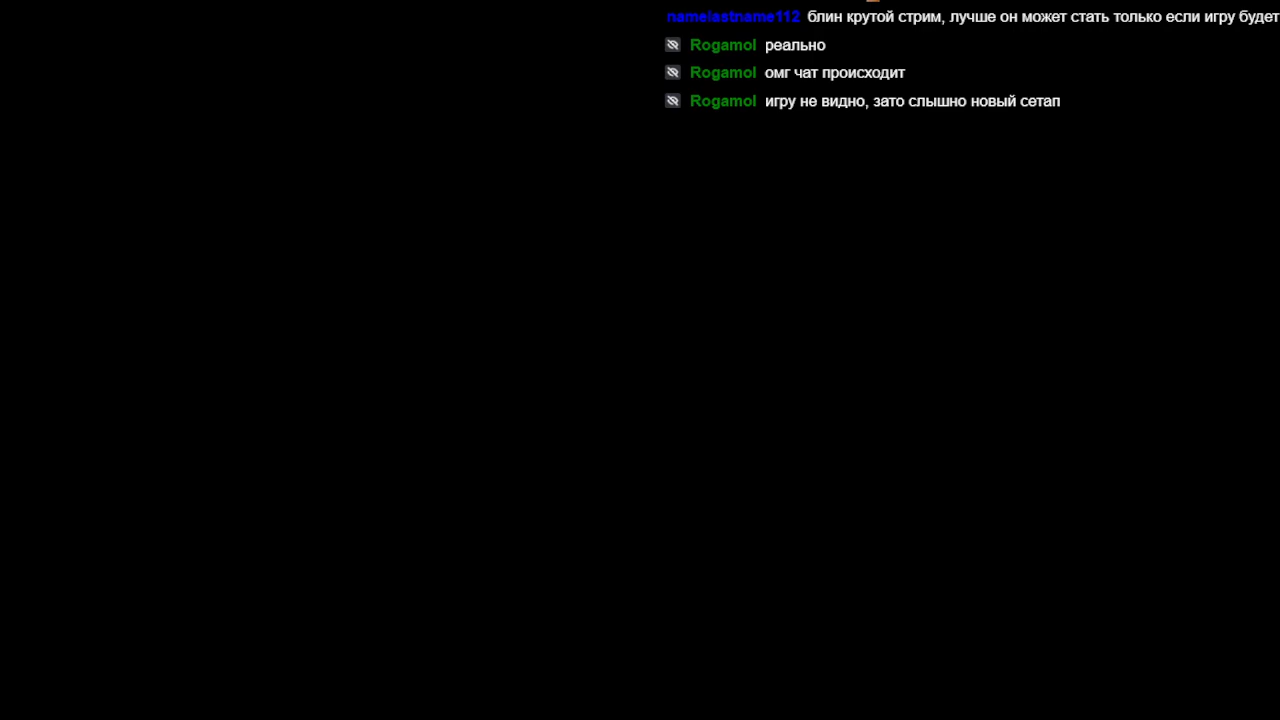 namelastname112 блин крутой стрим, лучше он может стать только если игру будет
Rogamol реально
Rogamol омг чат происходит
Rogamol игру не видно, зато слышно новый сетап